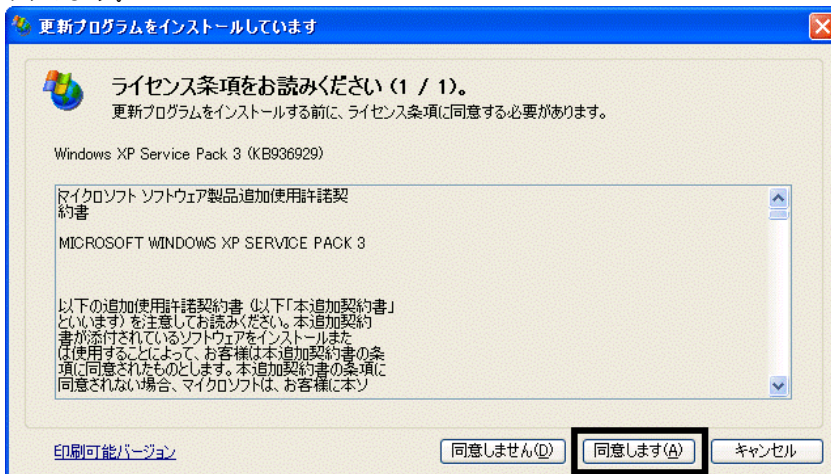 更新プログラムをインストールしています
ライセンス条項をお読みください (1 / 1)。
更新プログラムをインストールする前に、ライセンス条項に同意する必要があります。
Windows XP Service Pack 3 (KB936929)
マイクロソフト ソフトウェア製品追加使用許諾契
約書
MICROSOFT WINDOWS XP SERVICE PACK 3
以下の追加使用許諾契約書 (以下「本追加契約書」
といいます) を注意してお読みください。本追加契約
書が添付されているソフトウェアをインストールまた
は使用することによって、お客様は本追加契約書の条
項に同意されたものとします。本追加契約書の条項に
同意されない場合、マイクロソフトは、お客様に本ソ
印刷可能バージョン
同意しません(D)
同意します(A)
キャンセル